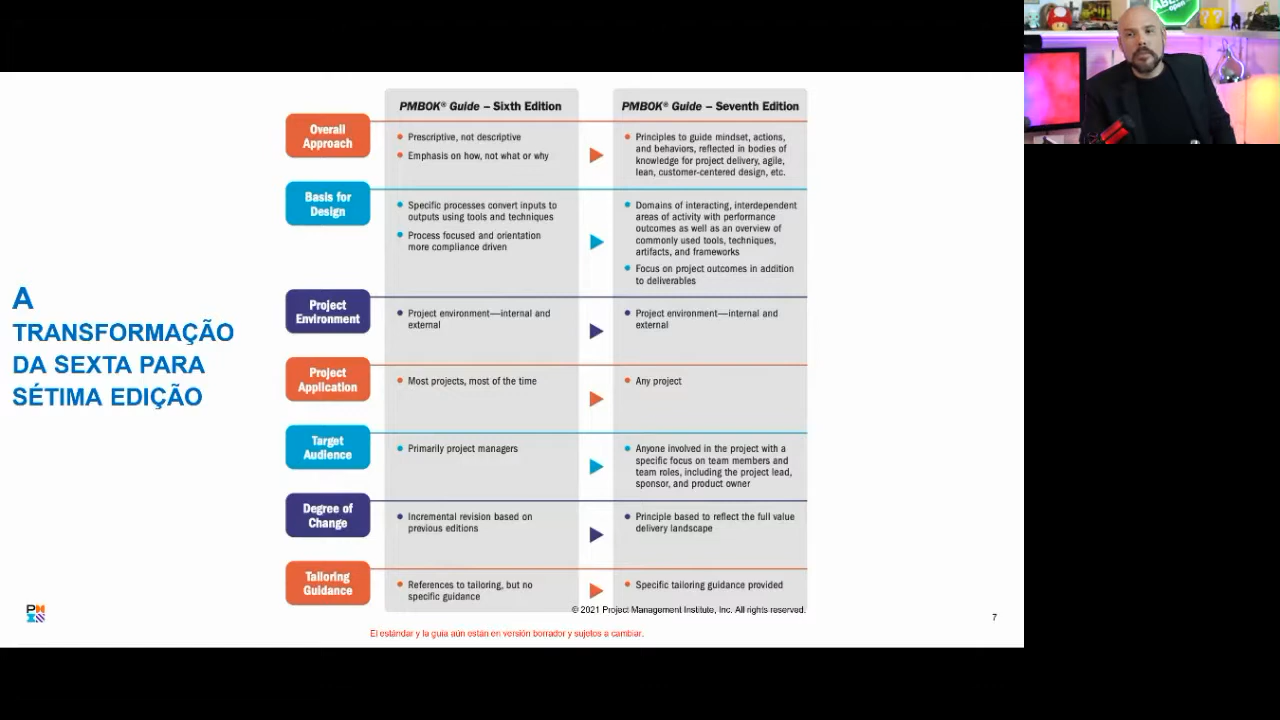 PMBOK® Guide – Sixth Edition
PMBOK® Guide – Seventh Edition
Overall
Approach
Prescriptive, not descriptive
Emphasis on how, not what or why
Principles to guide mindset, actions,
and behaviors, reflected in bodies of
knowledge for project delivery, agile,
lean, customer-centered design, etc.
Basis for
Design
Specific processes convert inputs to
outputs using tools and techniques
Process focused and orientation
more compliance driven
Domains of interacting, interdependent
areas of activity with performance
outcomes as well as an overview of
commonly used tools, techniques,
artifacts, and frameworks
Focus on project outcomes in addition
to deliverables
A
TRANSFORMAÇÃO
DA SEXTA PARA
SÉTIMA EDIÇÃO
Project
Environment
Project environment—internal and
external
Project environment—internal and
external
Project
Application
Most projects, most of the time
Any project
Target
Audience
Primarily project managers
Anyone involved in the project with a
specific focus on team members and
team roles, including the project lead,
sponsor, and product owner
Degree of
Change
Incremental revision based on
previous editions
Principle based to reflect the full value
delivery landscape
Tailoring
Guidance
References to tailoring, but no
specific guidance
Specific tailoring guidance provided
© 2021 Project Management Institute, Inc. All rights reserved.
7
El estándar y la guía aún están en versión borrador y sujetos a cambiar.